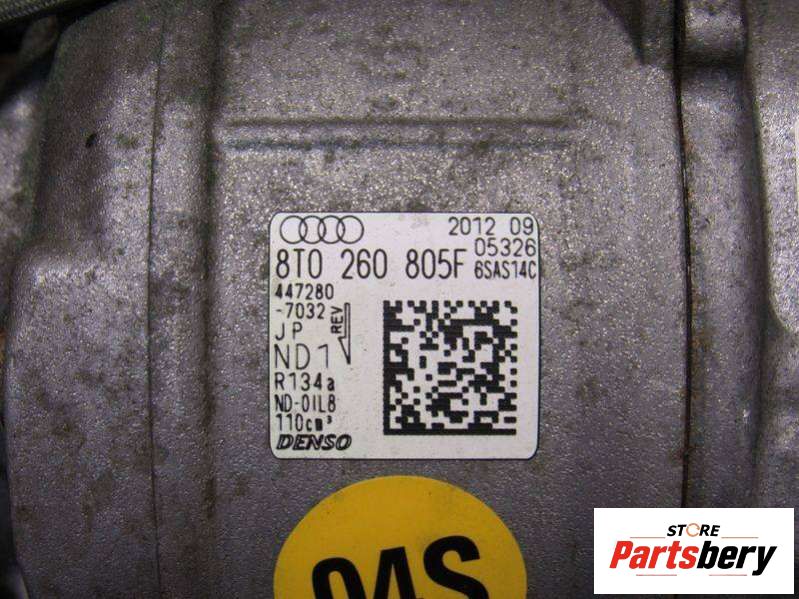 2012 09
05326
8T0 260 805F 6SAS14C
447280
-7032
REV
JP
ND1
R134a
ND-OIL8
110cm³
DENSO
04S
STORE
Partsbery